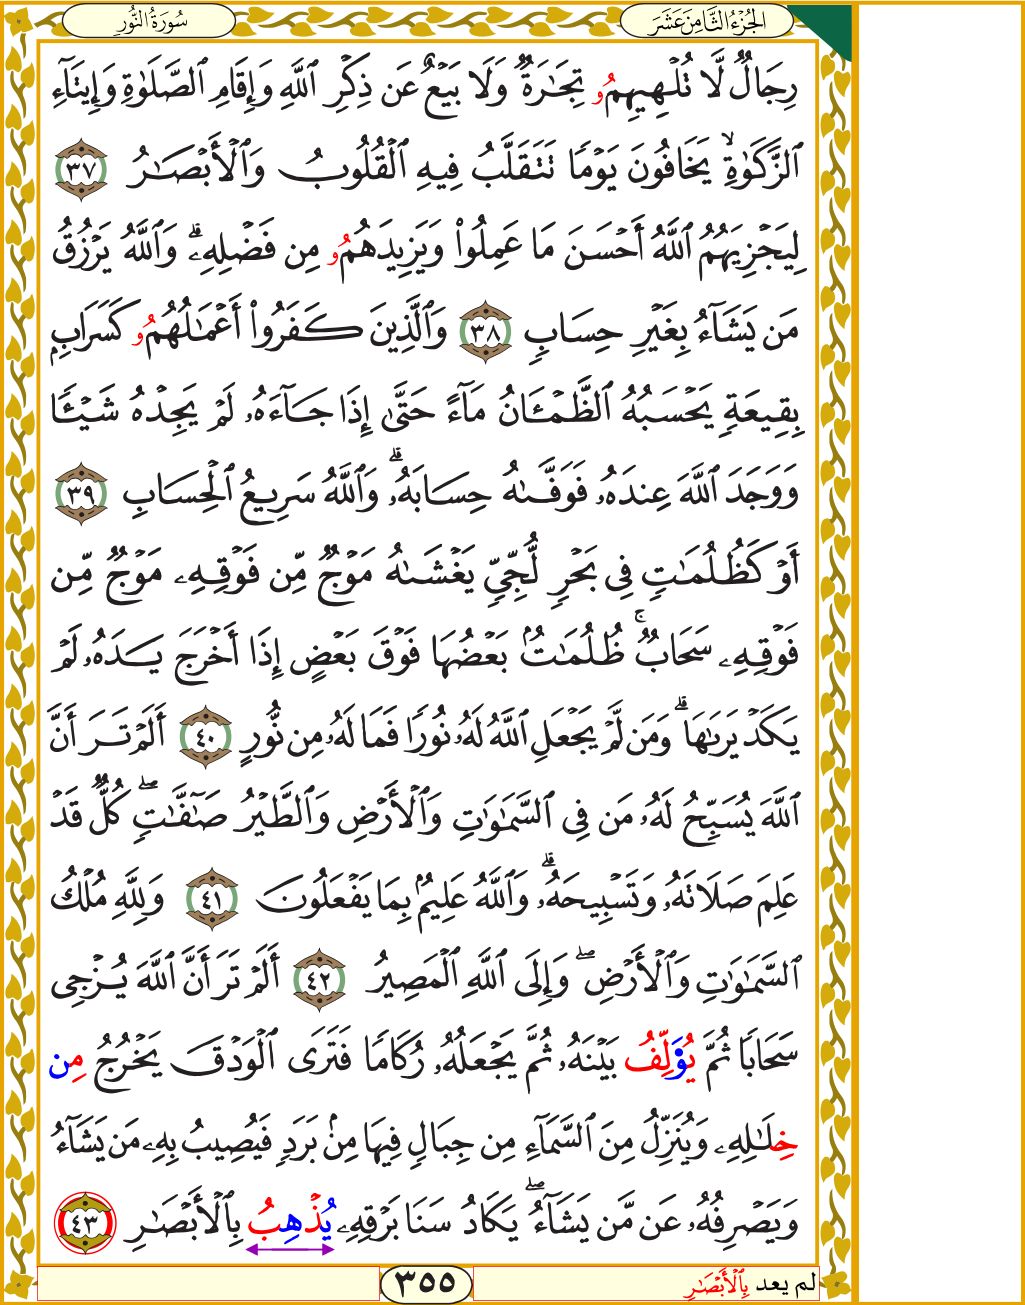 الجُزْءُ الثَّامِنَ عَشَرَ
سُورَةُ النُّورِ
رِجَالٌ لَّا تُلْهِيهِمُو تِجَٰرَةٌ وَلَا بَيْعٌ عَن ذِكْرِ ٱللَّهِ وَإِقَامِ ٱلصَّلَوٰةِ وَإِيتَآءِ
ٱلزَّكَوٰةِۙ يَخَافُونَ يَوْمًا تَتَقَلَّبُ فِيهِ ٱلْقُلُوبُ وَٱلْأَبْصَٰرُ ٣٧
لِيَجْزِيَهُمُ ٱللَّهُ أَحْسَنَ مَا عَمِلُوا۟ وَيَزِيدَهُمُو مِن فَضْلِهِۦۗ وَٱللَّهُ يَرْزُقُ
مَن يَشَآءُ بِغَيْرِ حِسَابٍ ٣٨ وَٱلَّذِينَ كَفَرُوٓا۟ أَعْمَٰلُهُمُو كَسَرَابٍۭ
بِقِيعَةٍ يَحْسَبُهُ ٱلظَّمْـَٔانُ مَآءً حَتَّىٰ إِذَا جَآءَهُۥ لَمْ يَجِدْهُ شَيْـًٔا
وَوَجَدَ ٱللَّهَ عِندَهُۥ فَوَفَّىٰهُ حِسَابَهُۥۗ وَٱللَّهُ سَرِيعُ ٱلْحِسَابِ ٣٩
أَوْ كَظُلُمَٰتٍ فِى بَحْرٍ لُّجِّىٍّ يَغْشَىٰهُ مَوْجٌ مِّن فَوْقِهِۦ مَوْجٌ مِّن
فَوْقِهِۦ سَحَابٌۚ ظُلُمَٰتٌۢ بَعْضُهَا فَوْقَ بَعْضٍ إِذَآ أَخْرَجَ يَدَهُۥ لَمْ
يَكَدْ يَرَىٰهَاۗ وَمَن لَّمْ يَجْعَلِ ٱللَّهُ لَهُۥ نُورًا فَمَا لَهُۥ مِن نُّورٍ ٤٠ أَلَمْ تَرَ أَنَّ
ٱللَّهَ يُسَبِّحُ لَهُۥ مَن فِى ٱلسَّمَٰوَٰتِ وَٱلْأَرْضِ وَٱلطَّيْرُ صَٰٓفَّٰتٍۖ كُلٌّ قَدْ
عَلِمَ صَلَاتَهُۥ وَتَسْبِيحَهُۥۗ وَٱللَّهُ عَلِيمٌۢ بِمَا يَفْعَلُونَ ٤١ وَلِلَّهِ مُلْكُ
ٱلسَّمَٰوَٰتِ وَٱلْأَرْضِۖ وَإِلَى ٱللَّهِ ٱلْمَصِيرُ ٤٢ أَلَمْ تَرَ أَنَّ ٱللَّهَ يُزْجِى
سَحَابًا ثُمَّ يُؤَلِّفُ بَيْنَهُۥ ثُمَّ يَجْعَلُهُۥ رُكَامًا فَتَرَى ٱلْوَدْقَ يَخْرُجُ مِن
خِلَٰلِهِۦ وَيُنَزِّلُ مِنَ ٱلسَّمَآءِ مِن جِبَالٍ فِيهَا مِنۢ بَرَدٍ فَيُصِيبُ بِهِۦ مَن يَشَآءُ
وَيَصْرِفُهُۥ عَن مَّن يَشَآءُۖ يَكَادُ سَنَا بَرْقِهِۦ يُذْهِبُ بِٱلْأَبْصَٰرِ ٤٣
لم يعد بِٱلْأَبْصَٰرِ
٣٥٥